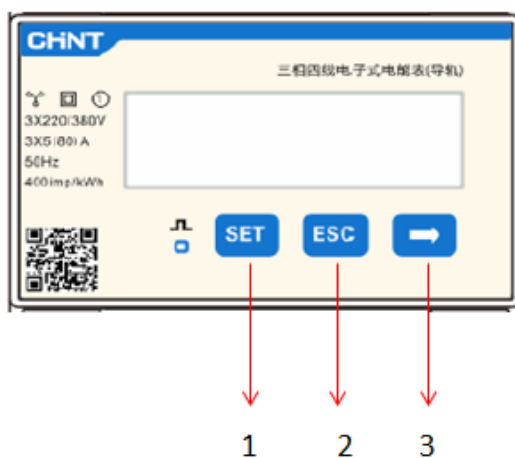 CHNT
三相四线电子式电能表(导轨)
3X220/380V
3X5(80)A
50Hz
400imp/kWh
SET
ESC
1
2
3